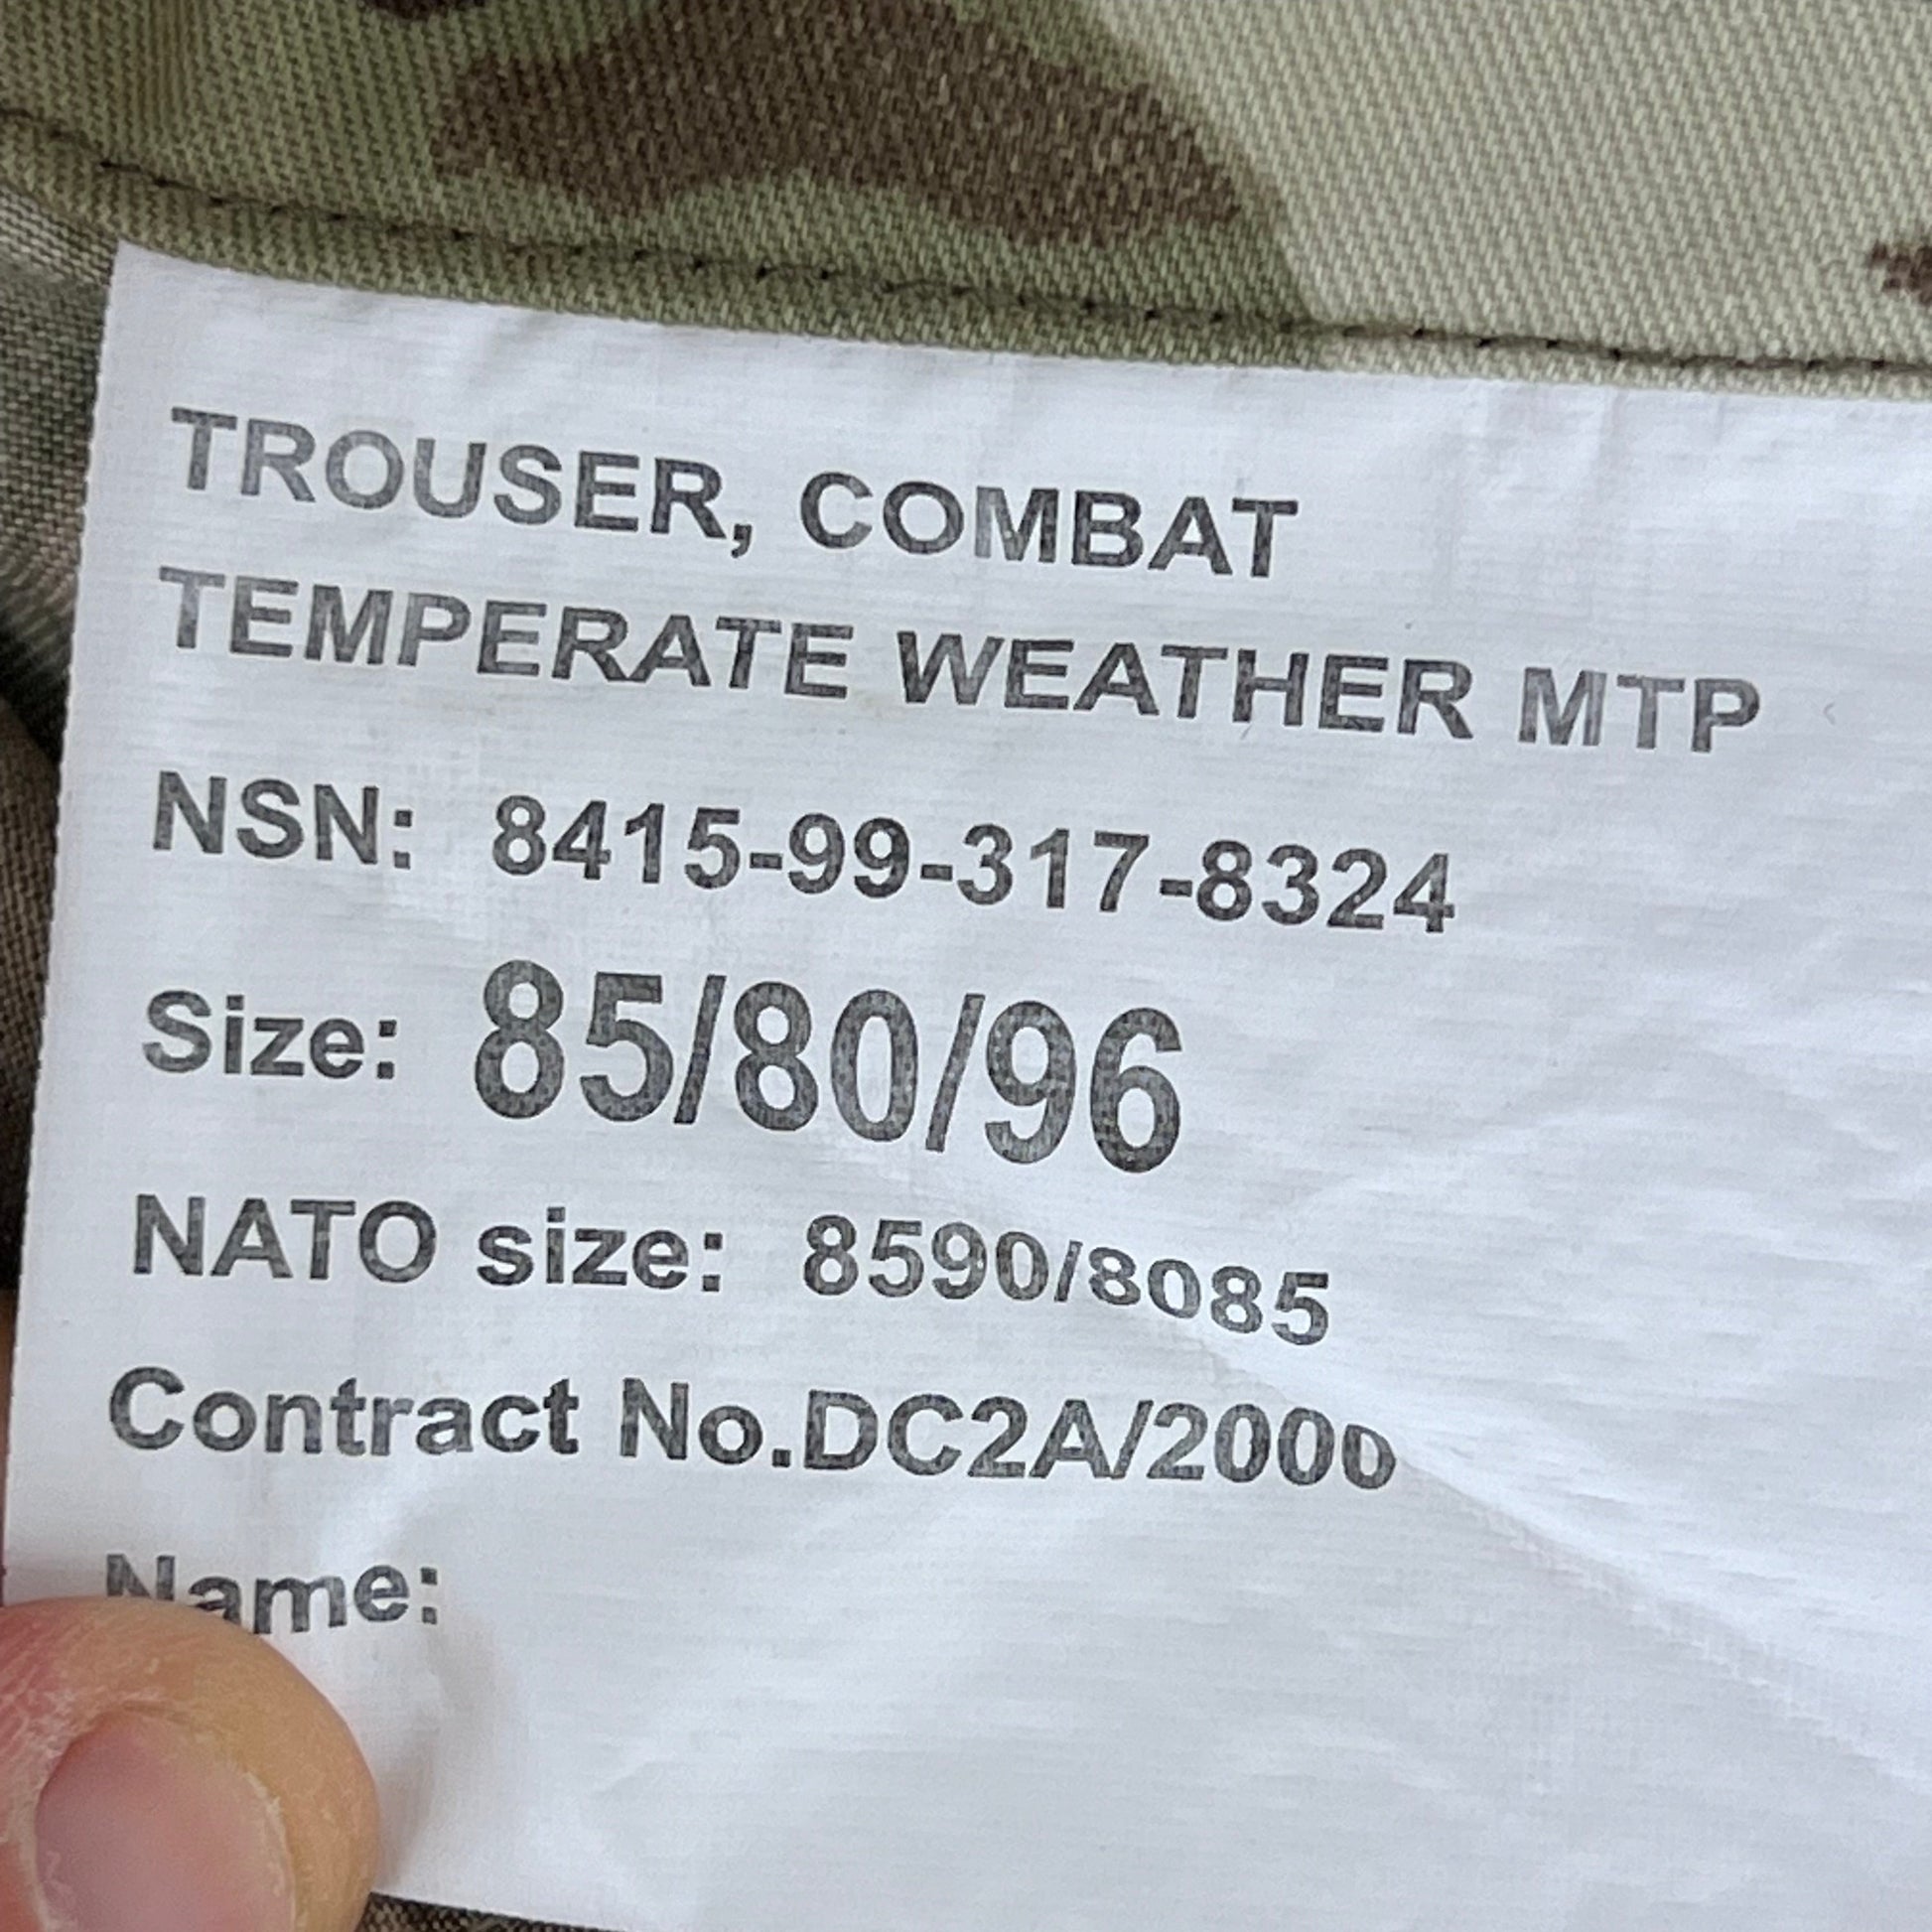 TROUSER, COMBAT
TEMPERATE WEATHER MTP
NSN: 8415-99-317-8324
Size: 85/80/96
NATO size: 8590/8085
Contract No.DC2A/2000
Name: